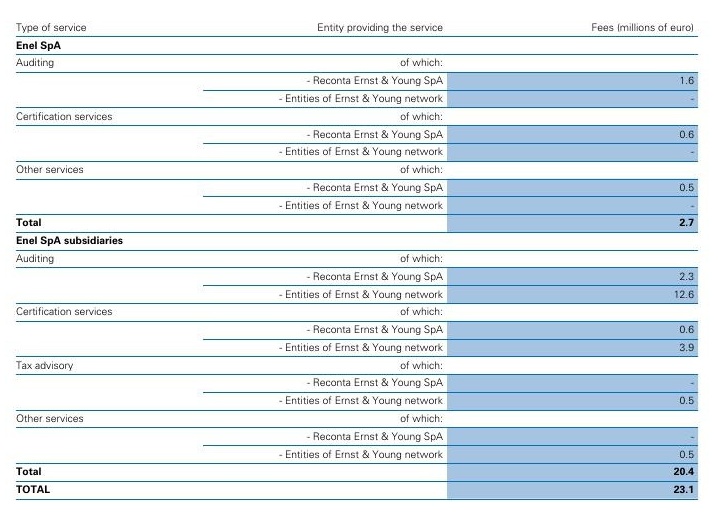 Type of service Entity providing the service Fees (millions of euro)
Enel SpA
Auditing of which:
- Reconta Ernst & Young SpA 1.6
- Entities of Ernst & Young network -
Certification services of which:
- Reconta Ernst & Young SpA 0.6
- Entities of Ernst & Young network -
Other services of which:
- Reconta Ernst & Young SpA 0.5
- Entities of Ernst & Young network -
Total 2.7
Enel SpA subsidiaries
Auditing of which:
- Reconta Ernst & Young SpA 2.3
- Entities of Ernst & Young network 12.6
Certification services of which:
- Reconta Ernst & Young SpA 0.6
- Entities of Ernst & Young network 3.9
Tax advisory of which:
- Reconta Ernst & Young SpA -
- Entities of Ernst & Young network 0.5
Other services of which:
- Reconta Ernst & Young SpA -
- Entities of Ernst & Young network 0.5
Total 20.4
TOTAL 23.1